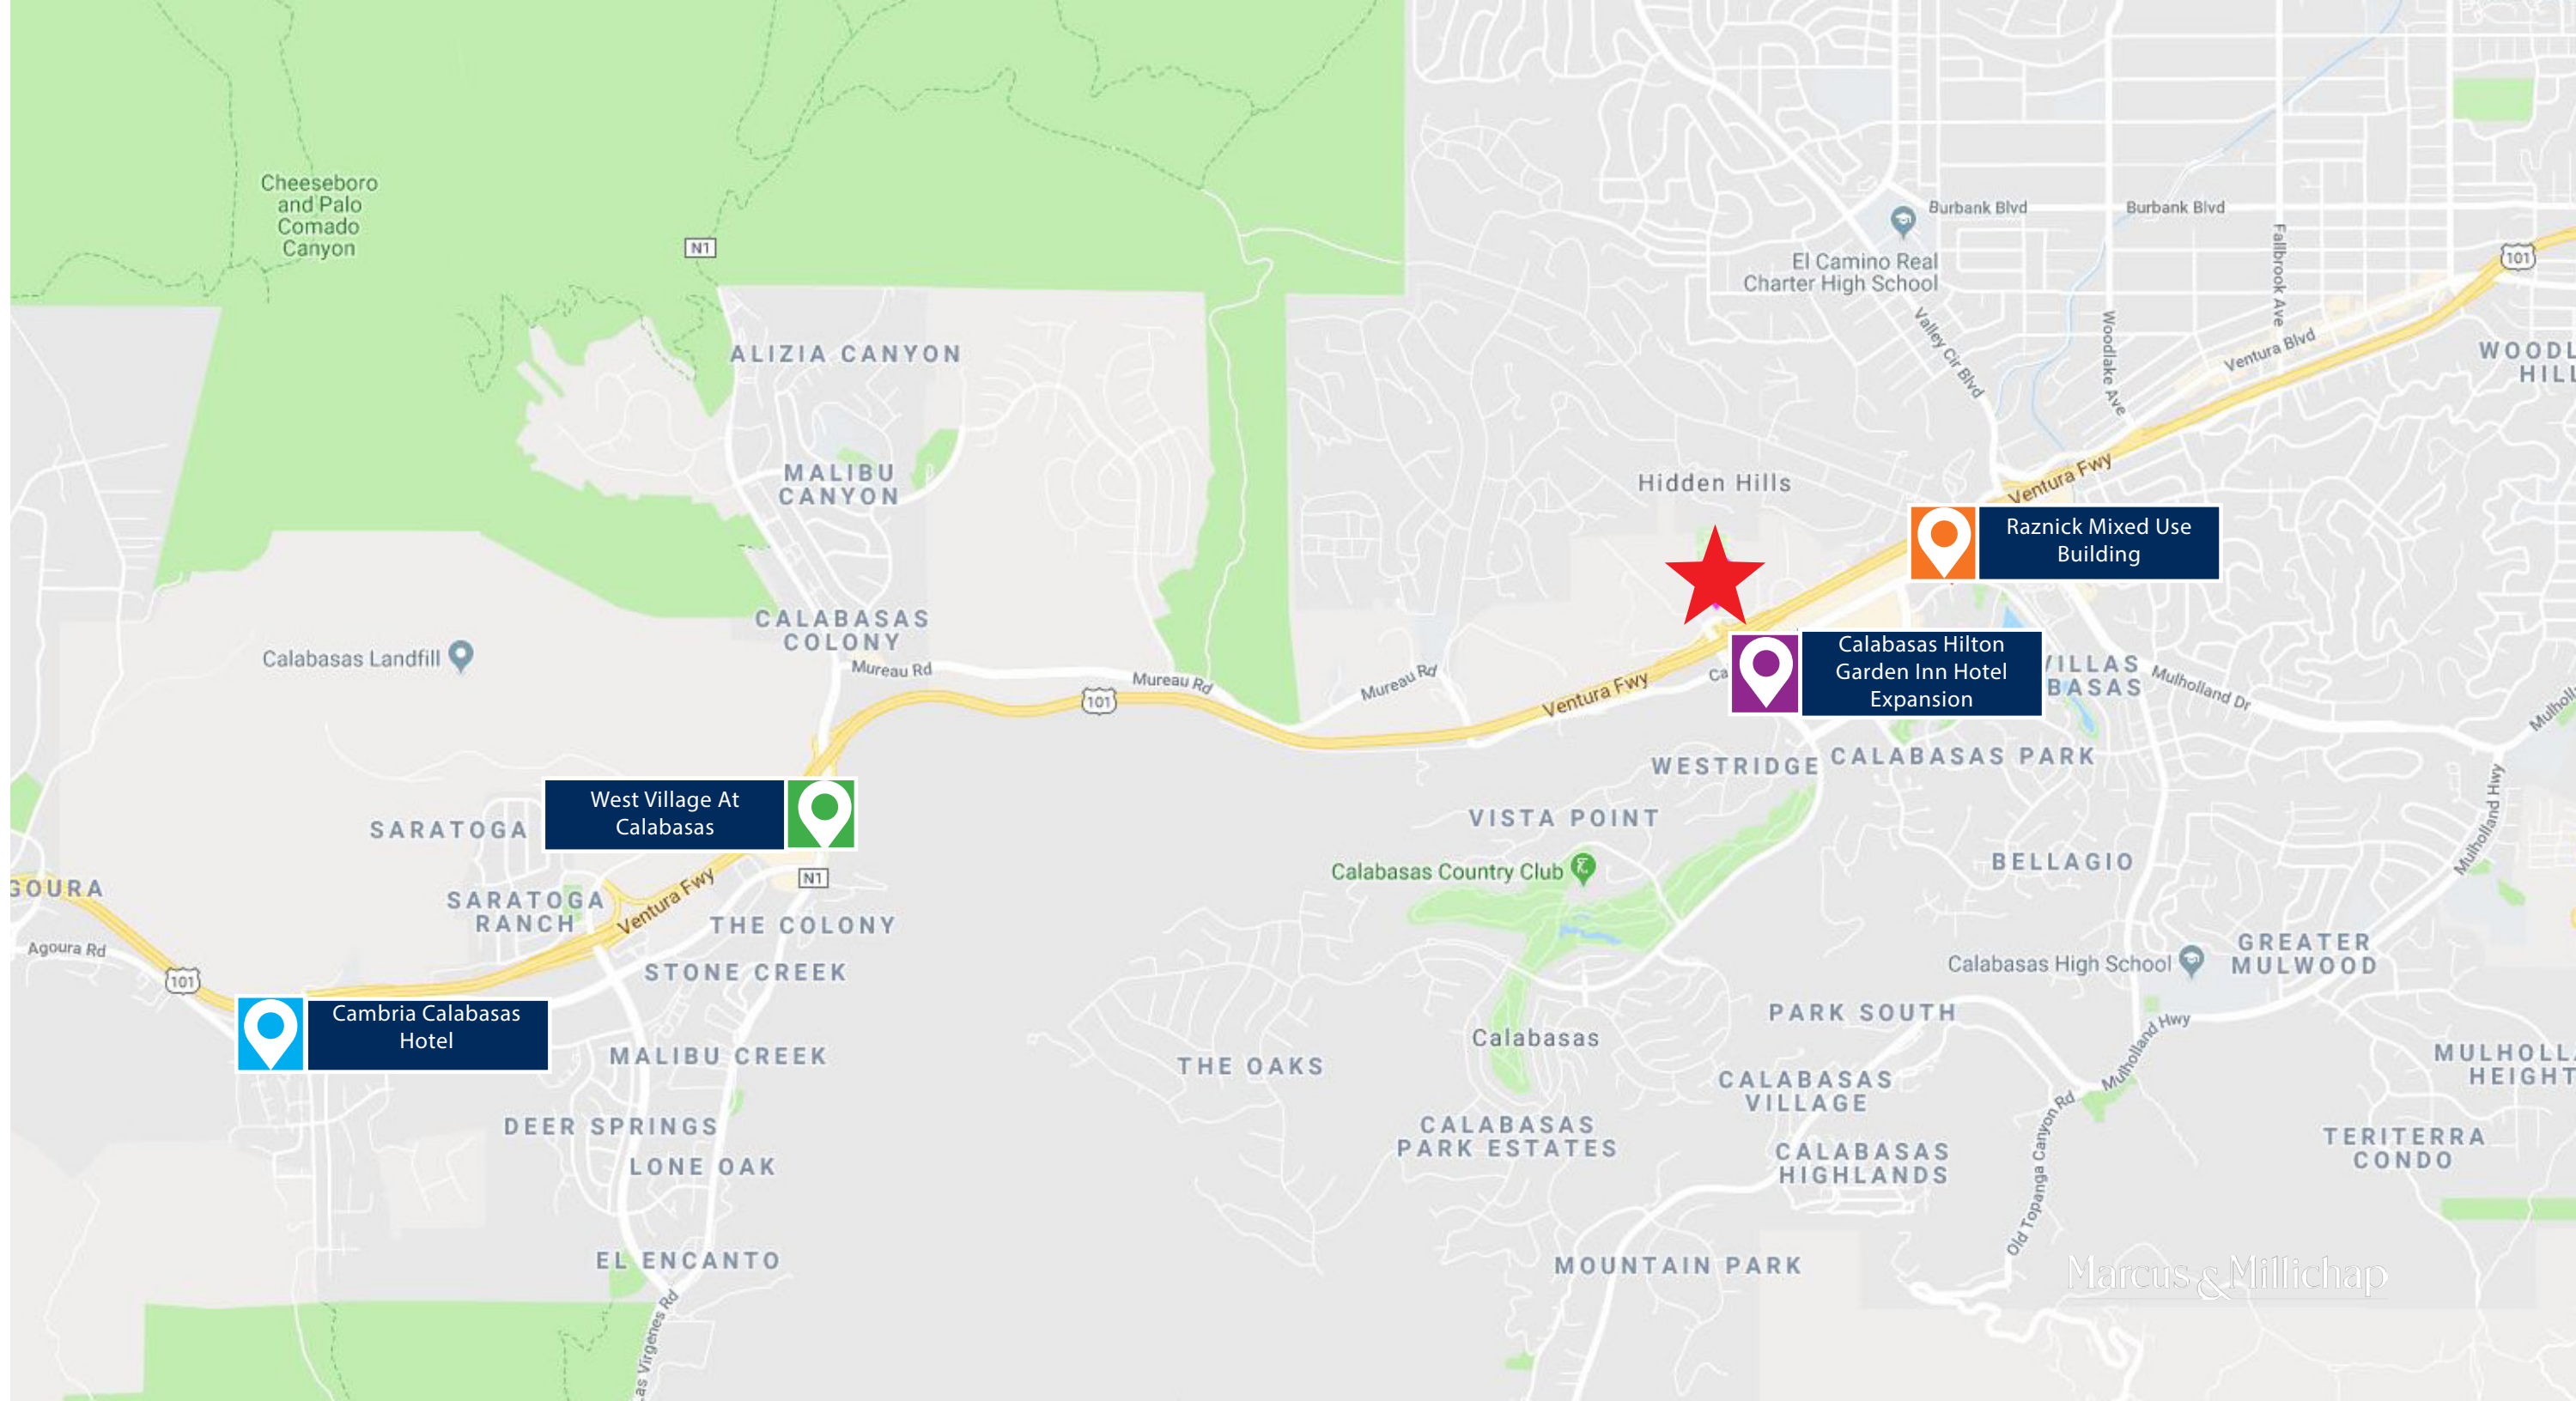 Cheeseboro
and Palo
Comado
Canyon
N1
Burbank Blvd
Burbank Blvd
Fallbrook Ave
101
El Camino Real
Charter High School
Valley Cir Blvd
Woodlake Ave
Ventura Blvd
WOODL
HILL
ALIZIA CANYON
MALIBU
CANYON
Hidden Hills
Ventura Fwy
Raznick Mixed Use
Building
CALABASAS
COLONY
Calabasas Landfill
Mureau Rd
Mureau Rd
Mureau Rd
101
Ventura Fwy
Ca
Calabasas Hilton
Garden Inn Hotel
Expansion
VILLAS
BASAS
Mulholland Dr
Mulholl
WESTRIDGE
CALABASAS PARK
West Village At
Calabasas
SARATOGA
VISTA POINT
Mulholland Hwy
Calabasas Country Club
BELLAGIO
N1
GOURA
SARATOGA
RANCH
Ventura Fwy
THE COLONY
Agoura Rd
101
STONE CREEK
Calabasas High School
GREATER
MULWOOD
Cambria Calabasas
Hotel
PARK SOUTH
Mulholland Hwy
Calabasas
MALIBU CREEK
THE OAKS
MULHOLLA
HEIGHT
CALABASAS
VILLAGE
DEER SPRINGS
CALABASAS
PARK ESTATES
Old Topanga Canyon Rd
TERITERRA
CONDO
LONE OAK
CALABASAS
HIGHLANDS
EL ENCANTO
MOUNTAIN PARK
as Virgenes Rd
Marcus & Millichap